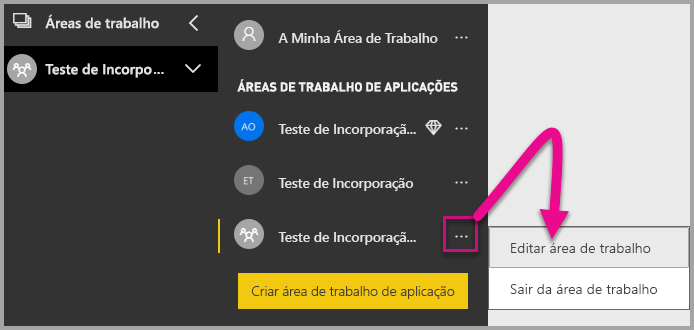 Áreas de trabalho
Teste de Incorpo...
A Minha Área de Trabalho ...
ÁREAS DE TRABALHO DE APLICAÇÕES
AO Teste de Incorporaçã... ...
ET Teste de Incorporação ...
Teste de Incorporaçã... ...
Criar área de trabalho de aplicação
Editar área de trabalho
Sair da área de trabalho